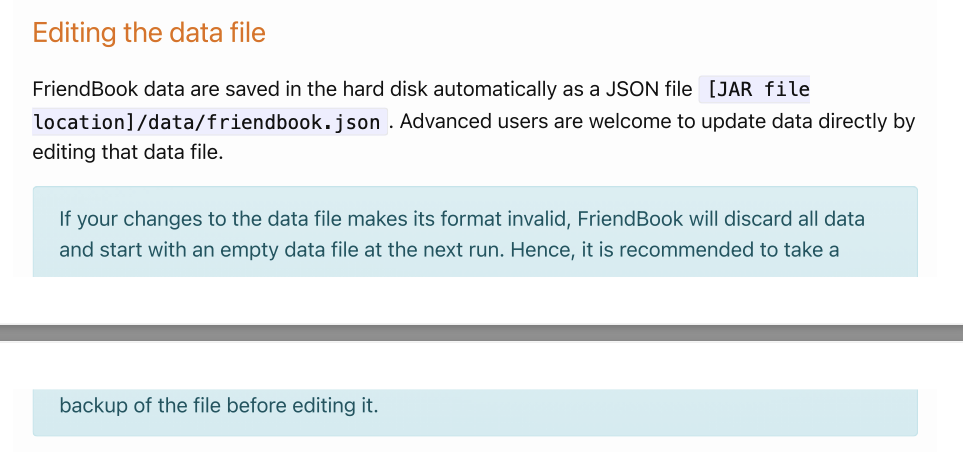 Editing the data file
FriendBook data are saved in the hard disk automatically as a JSON file [JAR file
location]/data/friendbook.json . Advanced users are welcome to update data directly by
editing that data file.
If your changes to the data file makes its format invalid, FriendBook will discard all data
and start with an empty data file at the next run. Hence, it is recommended to take a
backup of the file before editing it.